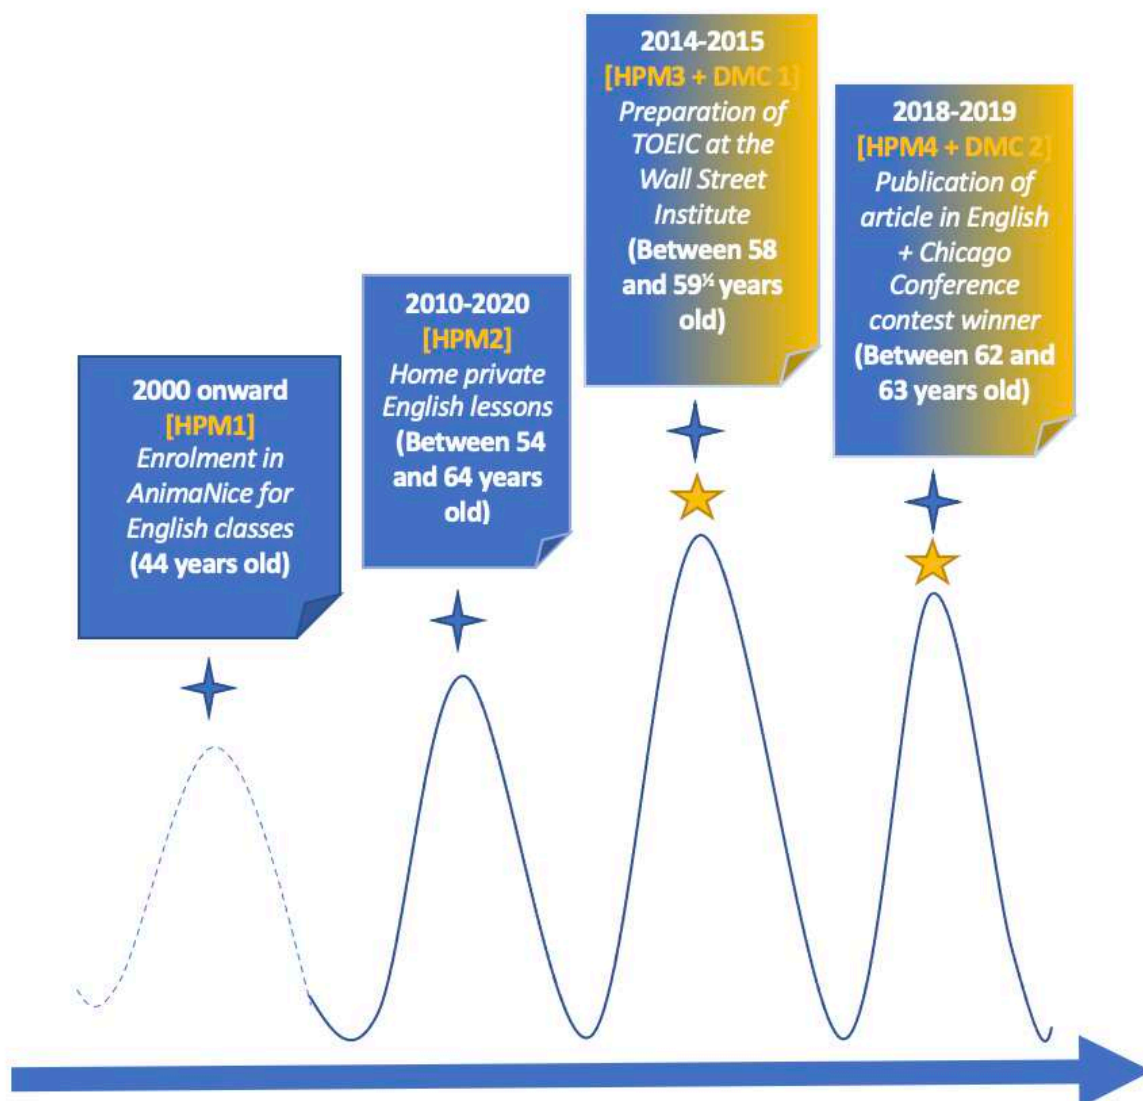 2000 onward
[HPM1]
Enrolment in
AnimaNice for
English classes
(44 years old)
2010-2020
[HPM2]
Home private
English lessons
(Between 54
and 64 years
old)
2014-2015
[HPM3 + DMC 1]
Preparation of
TOEIC at the
Wall Street
Institute
(Between 58
and 59½ years
old)
2018-2019
[HPM4 + DMC 2]
Publication of
article in English
+ Chicago
Conference
contest winner
(Between 62 and
63 years old)